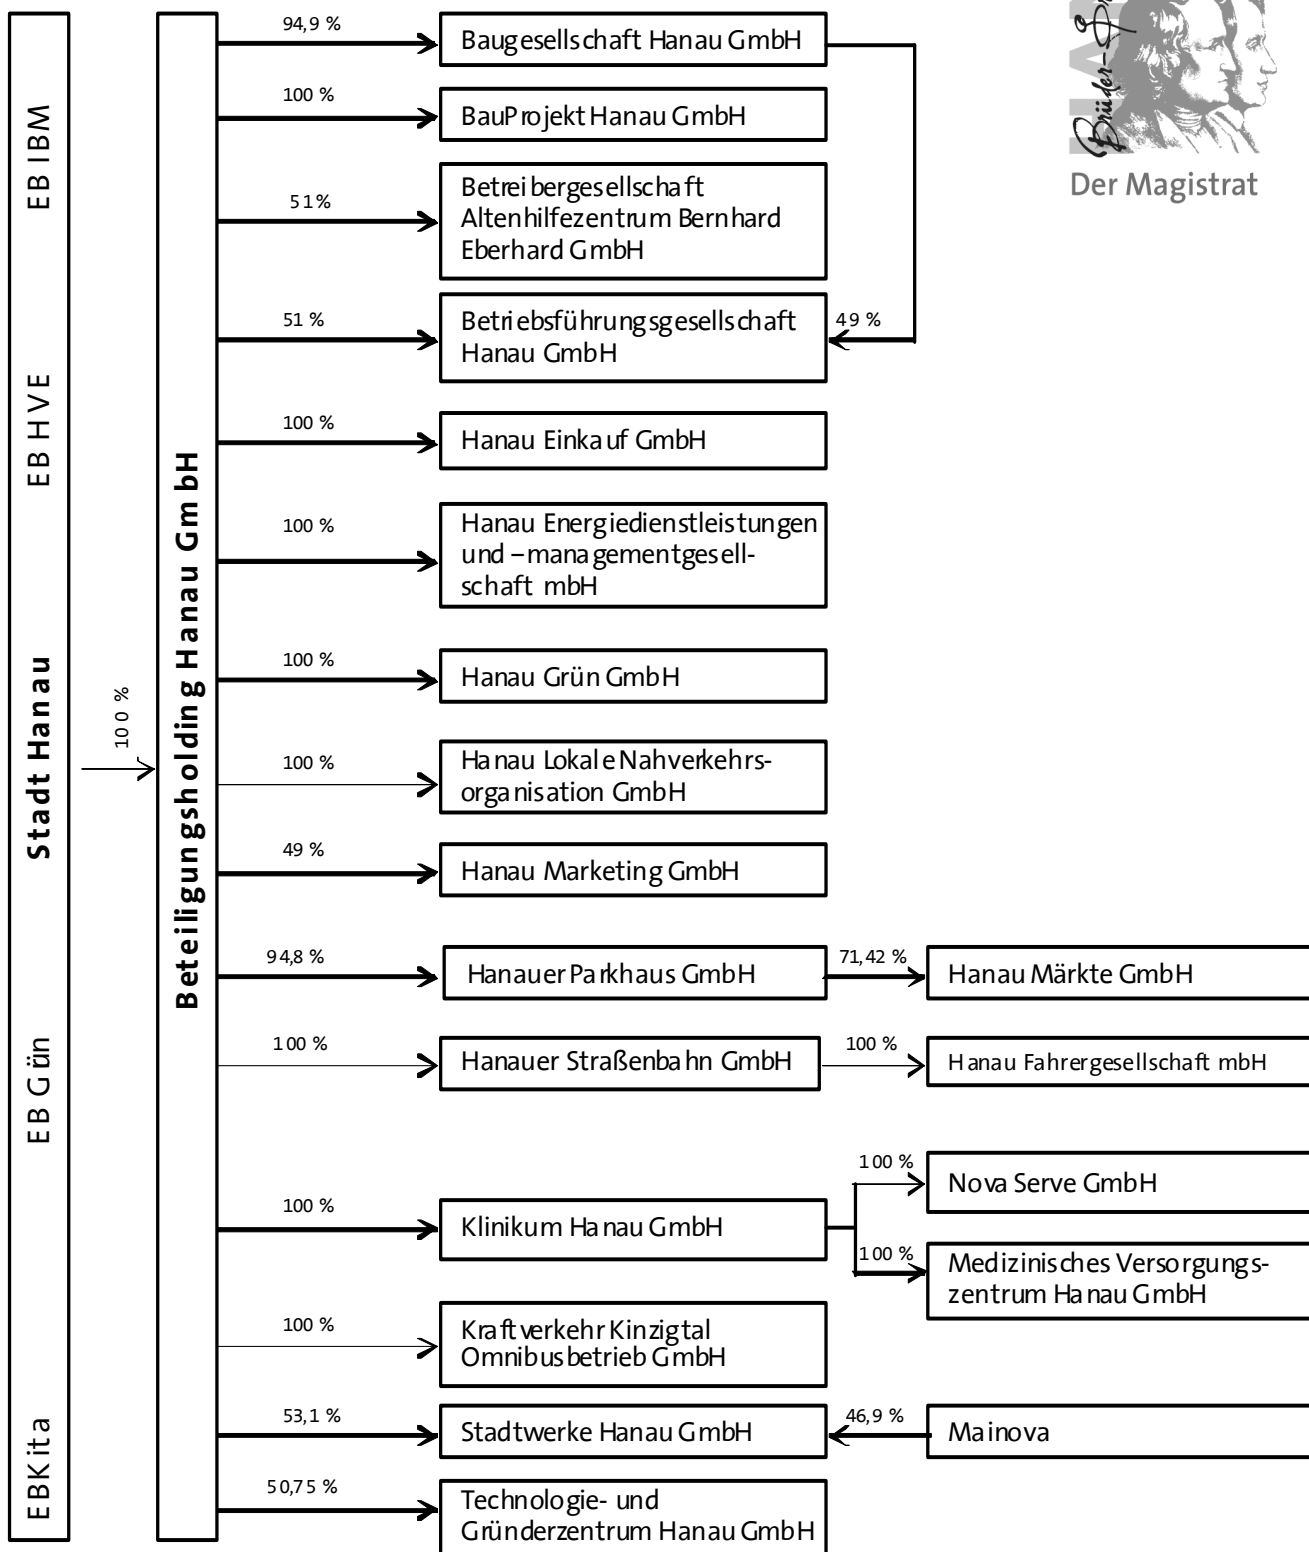 Brüder-
Der Magistrat
EB IBM
EB HVE
Stadt Hanau
EB Gün
EBKita
100 %
Beteiligungsholding Hanau GmbH
94,9 %
Baugesellschaft Hanau GmbH
100 %
BauProjekt Hanau GmbH
51%
Betreibergesellschaft
Altenhilfezentrum Bernhard
Eberhard GmbH
51 %
Betriebsführungsgesellschaft
Hanau GmbH
49 %
100 %
Hanau Einkauf GmbH
100 %
Hanau Energiedienstleistungen
und –managementgesell-
schaft mbH
100 %
Hanau Grün GmbH
100 %
Hanau Lokale Nahverkehrs-
organisation GmbH
49 %
Hanau Marketing GmbH
94,8 %
Hanauer Parkhaus GmbH
71,42 %
Hanau Märkte GmbH
100 %
Hanauer Straßenbahn GmbH
100 %
Hanau Fahrergesellschaft mbH
100 %
Klinikum Hanau GmbH
100 %
Nova Serve GmbH
100 %
Medizinisches Versorgungs-
zentrum Hanau GmbH
100 %
Kraftverkehr Kinzigtal
Omnibusbetrieb GmbH
53,1 %
Stadtwerke Hanau GmbH
46,9 %
Mainova
50,75 %
Technologie- und
Gründerzentrum Hanau GmbH